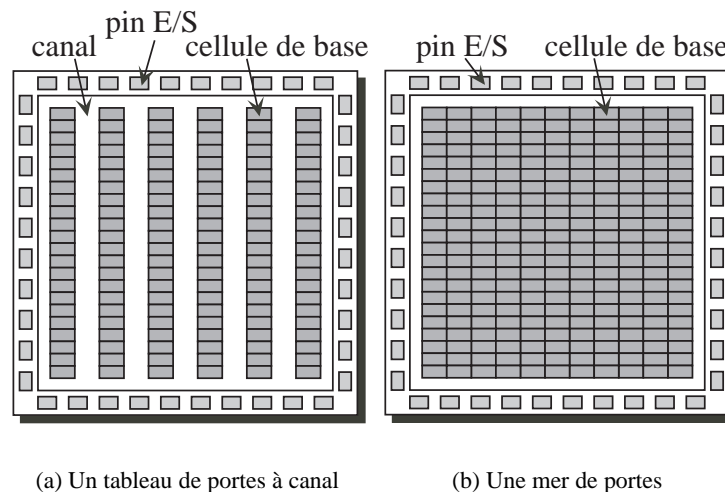 pin E/S
canal
cellule de base
pin E/S
cellule de base
(a) Un tableau de portes à canal
(b) Une mer de portes